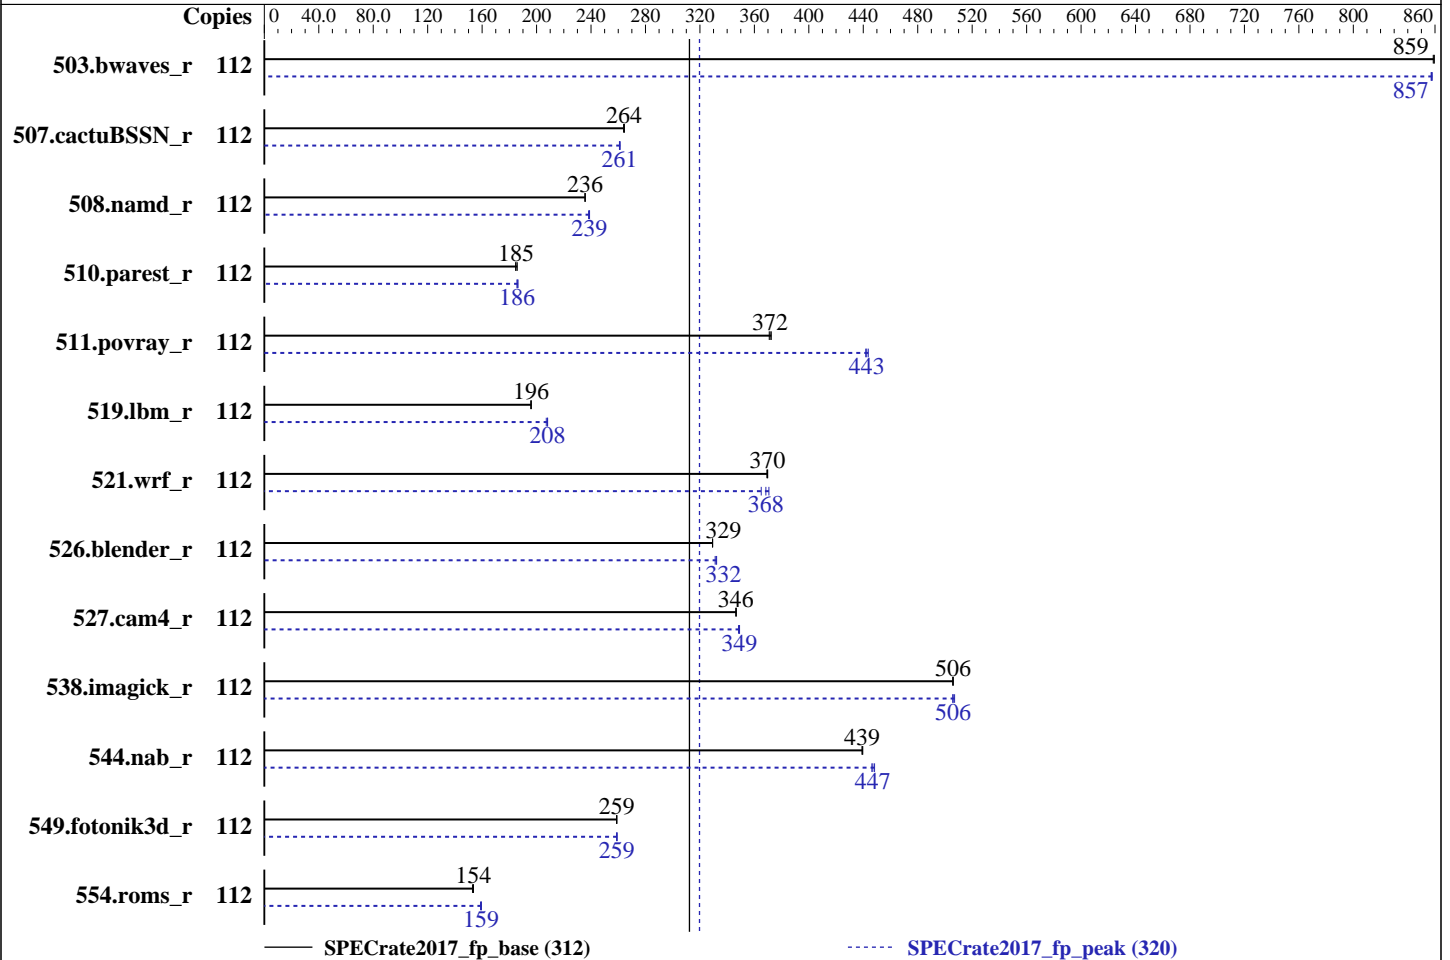 Copies 0 40.0 80.0 120 160 200 240 280 320 360 400 440 480 520 560 600 640 680 720 760 800 860
859
503.bwaves_r 112
857
264
507.cactuBSSN_r 112
261
236
508.namd_r 112
239
185
510.parest_r 112
186
372
511.povray_r 112
443
196
519.lbm_r 112
208
370
521.wrf_r 112
368
329
526.blender_r 112
332
346
527.cam4_r 112
349
506
538.imagick_r 112
506
439
544.nab_r 112
447
259
549.fotonik3d_r 112
259
154
554.roms_r 112
159
SPECrate2017_fp_base (312) SPECrate2017_fp_peak (320)